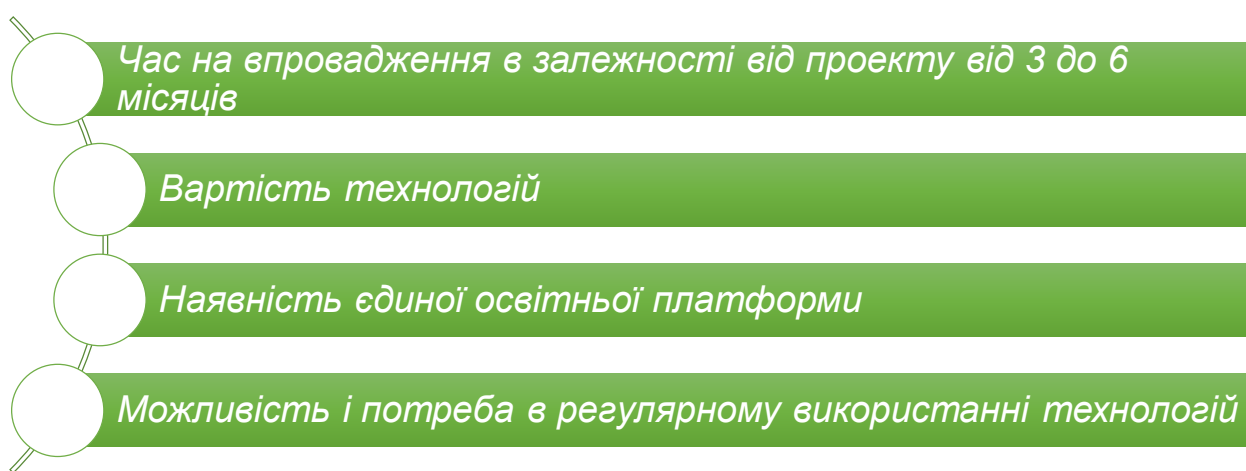 Час на впровадження в залежності від проекту від 3 до 6
місяців
Вартість технологій
Наявність єдиної освітньої платформи
Можливість і потреба в регулярному використанні технологій